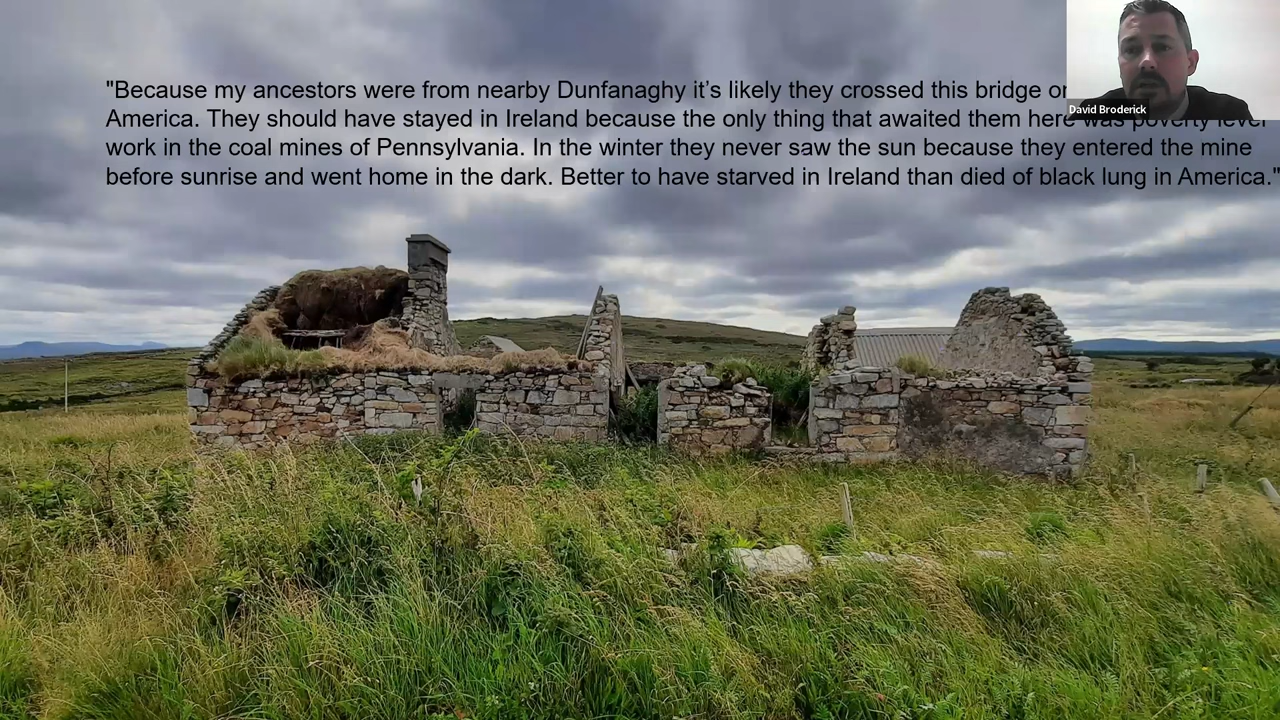 "Because my ancestors were from nearby Dunfanaghy it's likely they crossed this bridge
David Broderick
America. They should have stayed in Ireland because the only thing that awaited them here was poverty level
work in the coal mines of Pennsylvania. In the winter they never saw the sun because they entered the mine
before sunrise and went home in the dark. Better to have starved in Ireland than died of black lung in America."